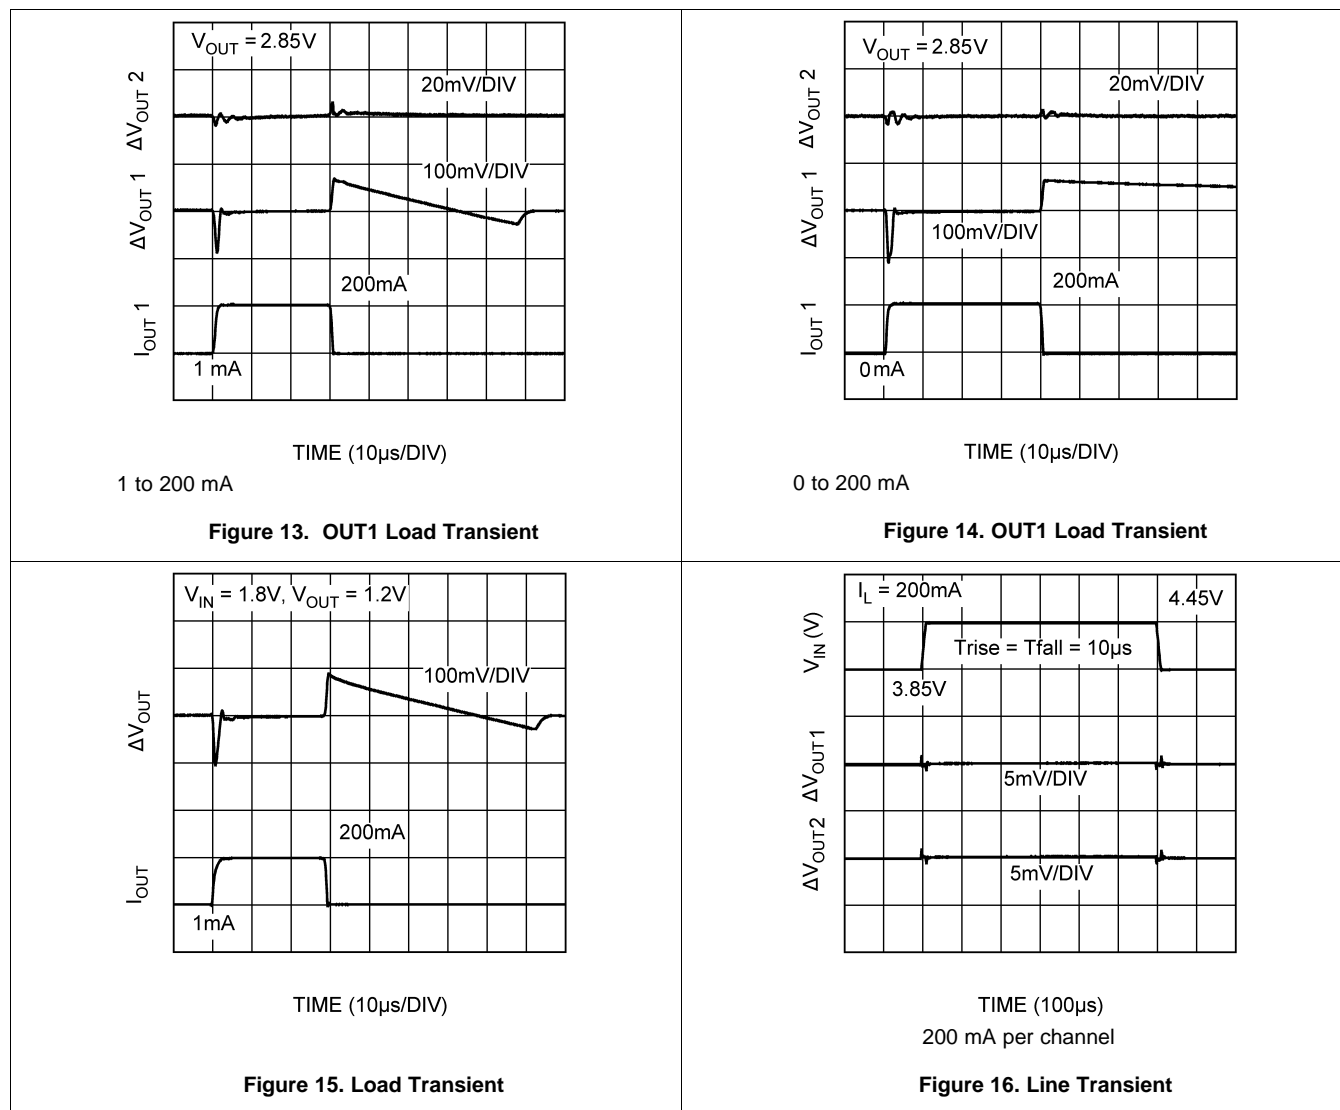 V_OUT = 2.85V
20mV/DIV
ΔV_OUT 2
100mV/DIV
ΔV_OUT 1
200mA
I_OUT 1
1 mA
TIME (10µs/DIV)
1 to 200 mA
Figure 13. OUT1 Load Transient
V_OUT = 2.85V
20mV/DIV
ΔV_OUT 2
ΔV_OUT 1
100mV/DIV
200mA
I_OUT 1
0 mA
TIME (10µs/DIV)
0 to 200 mA
Figure 14. OUT1 Load Transient
V_IN = 1.8V, V_OUT = 1.2V
100mV/DIV
ΔV_OUT
200mA
I_OUT
1mA
TIME (10µs/DIV)
Figure 15. Load Transient
I_L = 200mA
4.45V
V_IN (V)
Trise = Tfall = 10µs
3.85V
ΔV_OUT1
5mV/DIV
ΔV_OUT2
5mV/DIV
TIME (100µs)
200 mA per channel
Figure 16. Line Transient